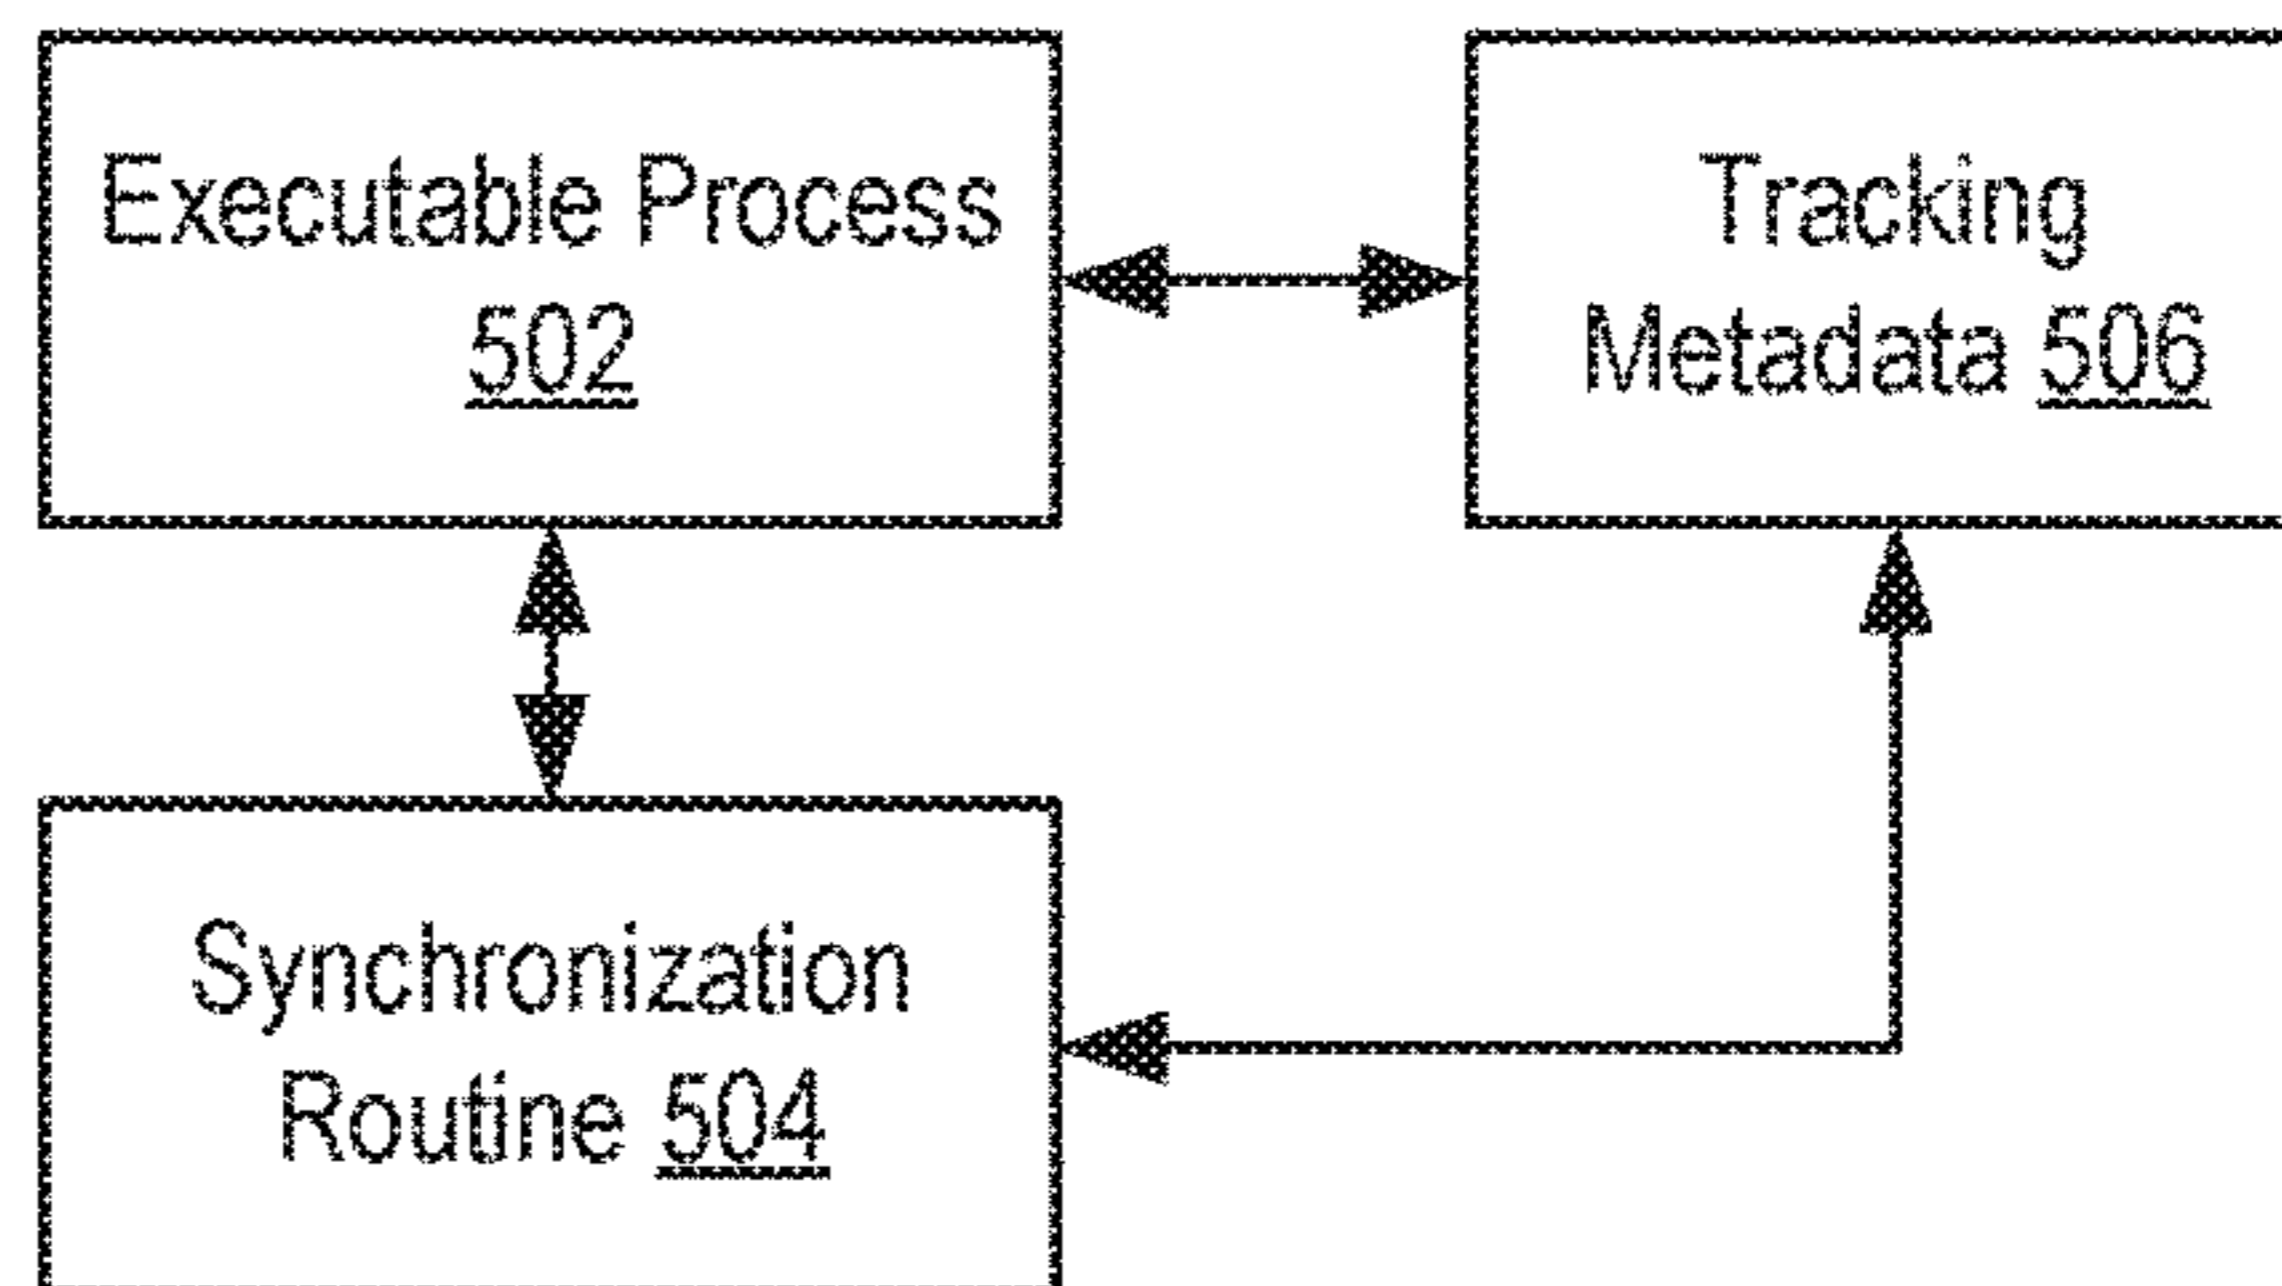 Executable Process
502
Tracking
Metadata 506
Synchronization
Routine 504